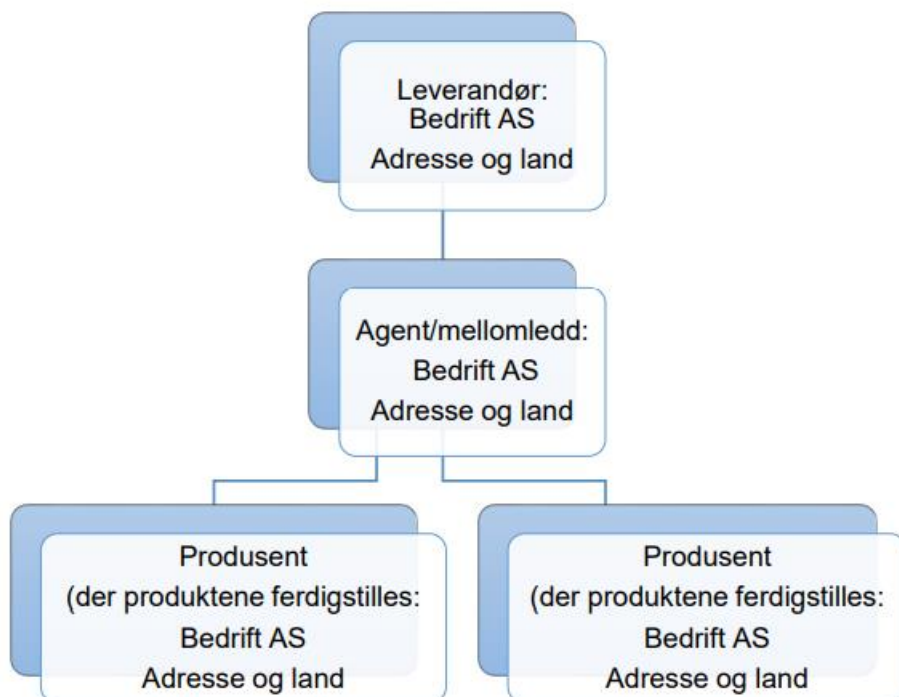 Leverandør:
Bedrift AS
Adresse og land
Agent/mellomledd:
Bedrift AS
Adresse og land
Produsent
(der produktene ferdigstilles:
Bedrift AS
Adresse og land
Produsent
(der produktene ferdigstilles:
Bedrift AS
Adresse og land